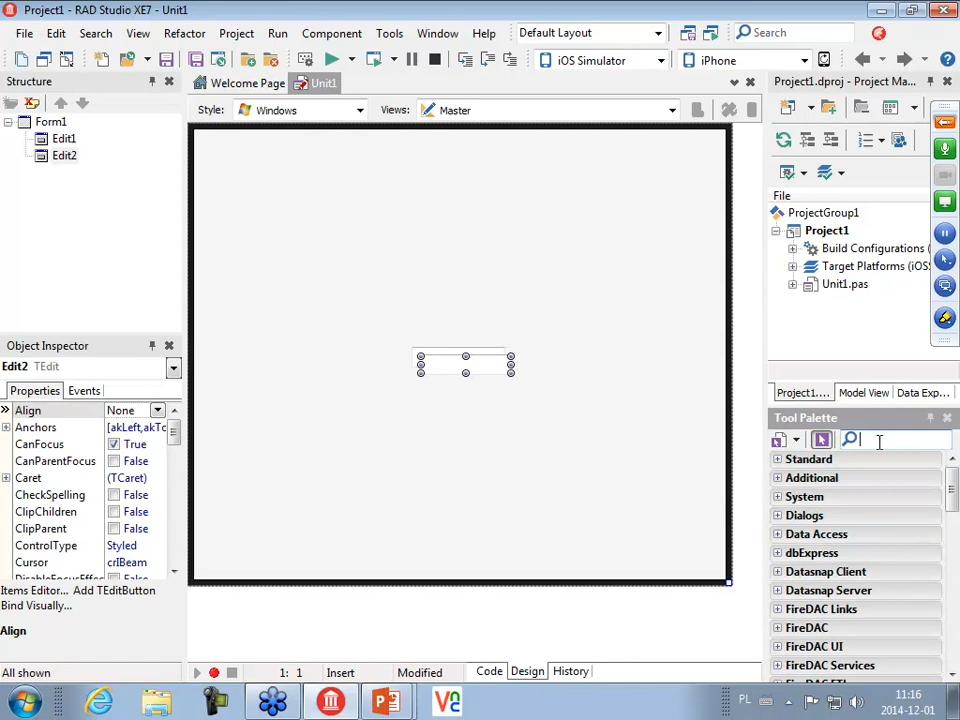 Project1 - RAD Studio XE7 - Unit1
File Edit Search View Refactor Project Run Component Tools Window Help
Default Layout
Search
iOS Simulator
iPhone
Structure
Form1
Edit1
Edit2
Welcome Page
Unit1
Style:
Windows
Views:
Master
Project1.dproj - Project Ma...
File
ProjectGroup1
Project1
Build Configurations (
Target Platforms (iOS
Unit1.pas
Project1....
Model View
Data Exp...
Object Inspector
Edit2 TEdit
Properties
Events
Align None
Anchors [akLeft,akTo
CanFocus True
CanParentFocus False
Caret (TCaret)
CheckSpelling False
ClipChildren False
ClipParent False
ControlType Styled
Cursor crIBeam
DisableFocusEffec False
Items Editor... Add TEditButton
Bind Visually...
Align
All shown
Tool Palette
Standard
Additional
System
Dialogs
Data Access
dbExpress
Datasnap Client
Datasnap Server
FireDAC Links
FireDAC
FireDAC UI
FireDAC Services
1: 1
Insert
Modified
Code
Design
History
PL
11:16
2014-12-01